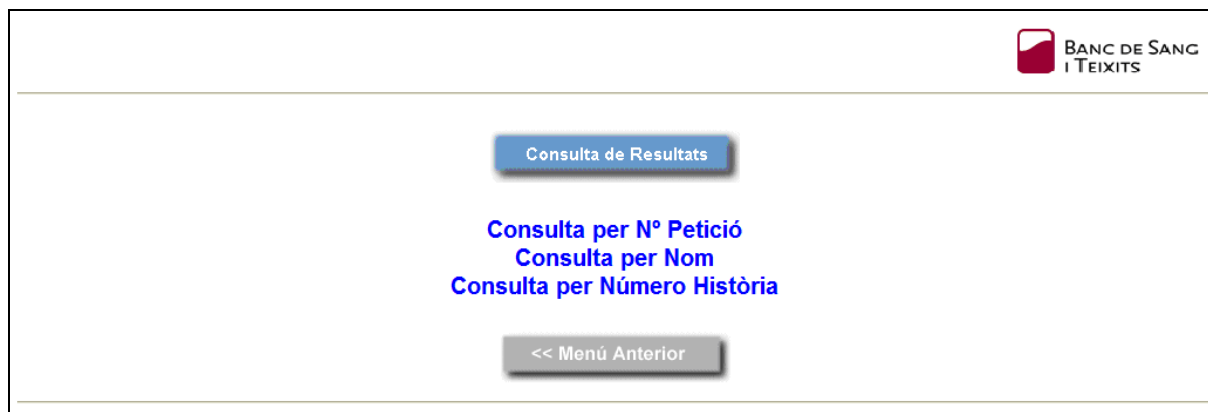 BANC DE SANG
I TEIXITS
Consulta de Resultats
Consulta per Nº Petició
Consulta per Nom
Consulta per Número Història
<< Menú Anterior